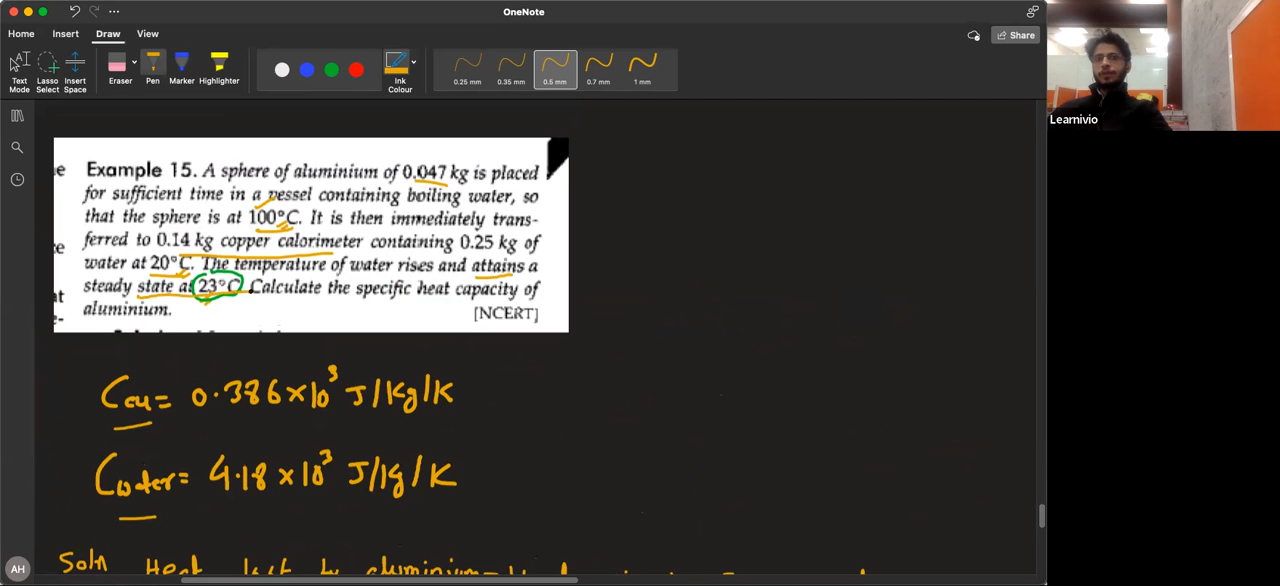 OneNote
Home Insert Draw View
Share
Text Mode
Lasso Select
Insert Space
Eraser
Pen
Marker
Highlighter
Ink Colour
0.25 mm
0.35 mm
0.5 mm
0.7 mm
1 mm
Learnivio
Example 15. A sphere of aluminium of 0.047 kg is placed
for sufficient time in a vessel containing boiling water, so
that the sphere is at 100°C. It is then immediately trans-
ferred to 0.14 kg copper calorimeter containing 0.25 kg of
water at 20°C. The temperature of water rises and attains a
steady state at 23°C. Calculate the specific heat capacity of
aluminium. [NCERT]
Ccu = 0.386 × 10³ J/Kg/K
Cwater = 4.18 × 10³ J/Kg/K
Soln Heat lost by aluminium =
AH